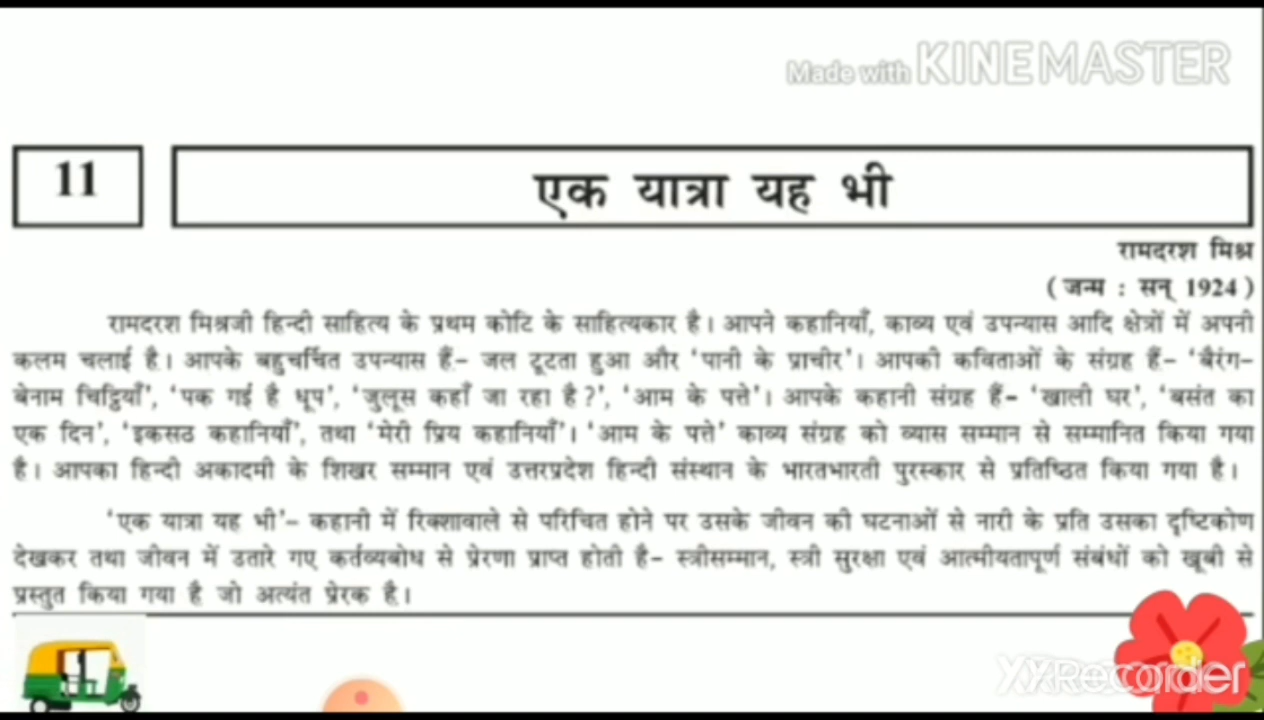 Made with KINEMASTER
11
एक यात्रा यह भी
रामदरश मिश्र
( जन्म : सन् 1924 )
रामदरश मिश्रजी हिन्दी साहित्य के प्रथम कोटि के साहित्यकार है। आपने कहानियाँ, काव्य एवं उपन्यास आदि क्षेत्रों में अपनी
कलम चलाई है। आपके बहुचर्चित उपन्यास हैं- जल टूटता हुआ और ‘पानी के प्राचीर’। आपकी कविताओं के संग्रह हैं- ‘बैरंग-
बेनाम चिट्ठियाँ’, ‘पक गई है धूप’, ‘जुलूस कहाँ जा रहा है?’, ‘आम के पत्ते’। आपके कहानी संग्रह हैं- ‘खाली घर’, ‘बसंत का
एक दिन’, ‘इकसठ कहानियाँ’, तथा ‘मेरी प्रिय कहानियाँ’। ‘आम के पत्ते’ काव्य संग्रह को व्यास सम्मान से सम्मानित किया गया
है। आपका हिन्दी अकादमी के शिखर सम्मान एवं उत्तरप्रदेश हिन्दी संस्थान के भारतभारती पुरस्कार से प्रतिष्ठित किया गया है।
‘एक यात्रा यह भी’- कहानी में रिक्शावाले से परिचित होने पर उसके जीवन की घटनाओं से नारी के प्रति उसका दृष्टिकोण
देखकर तथा जीवन में उतारे गए कर्तव्यबोध से प्रेरणा प्राप्त होती है- स्त्रीसम्मान, स्त्री सुरक्षा एवं आत्मीयतापूर्ण संबंधों को खूबी से
प्रस्तुत किया गया है जो अत्यंत प्रेरक है।
XXRecorder